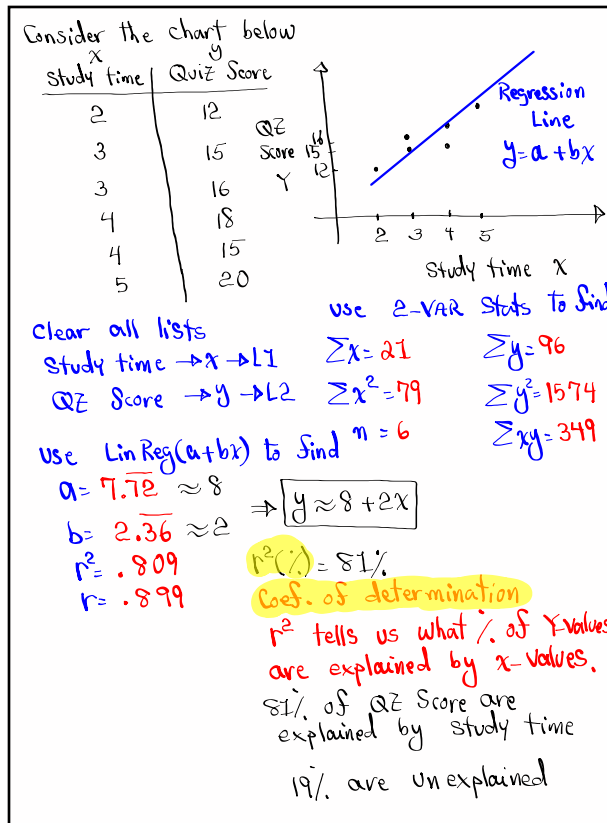 Consider the chart below
x y
Study time Quiz Score
2 12
3 15
3 16
4 18
4 15
5 20
QZ
Score
Y
16
15
12
2 3 4 5
Study time X
Regression
Line
y=a+bx
Clear all lists
Study time →x→L1
QZ Score →y→L2
use 2-VAR Stats to find
Σx=21 Σy=96
Σx²=79 Σy²=1574
n=6 Σxy=349
use LinReg(a+bx) to find
a=7.7̅2̅ ≈8
b=2.3̅6̅ ≈2
⇒ y≈8+2x
r²=.809
r=.899
r²(%)=81%
Coef. of determination
r² tells us what % of Y-values
are explained by x-values.
81% of QZ Score are
explained by study time
19% are unexplained